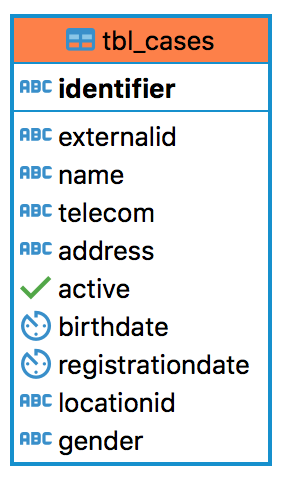 tbl_cases
ABC identifier
ABC externalid
ABC name
ABC telecom
ABC address
active
birthdate
registrationdate
ABC locationid
ABC gender